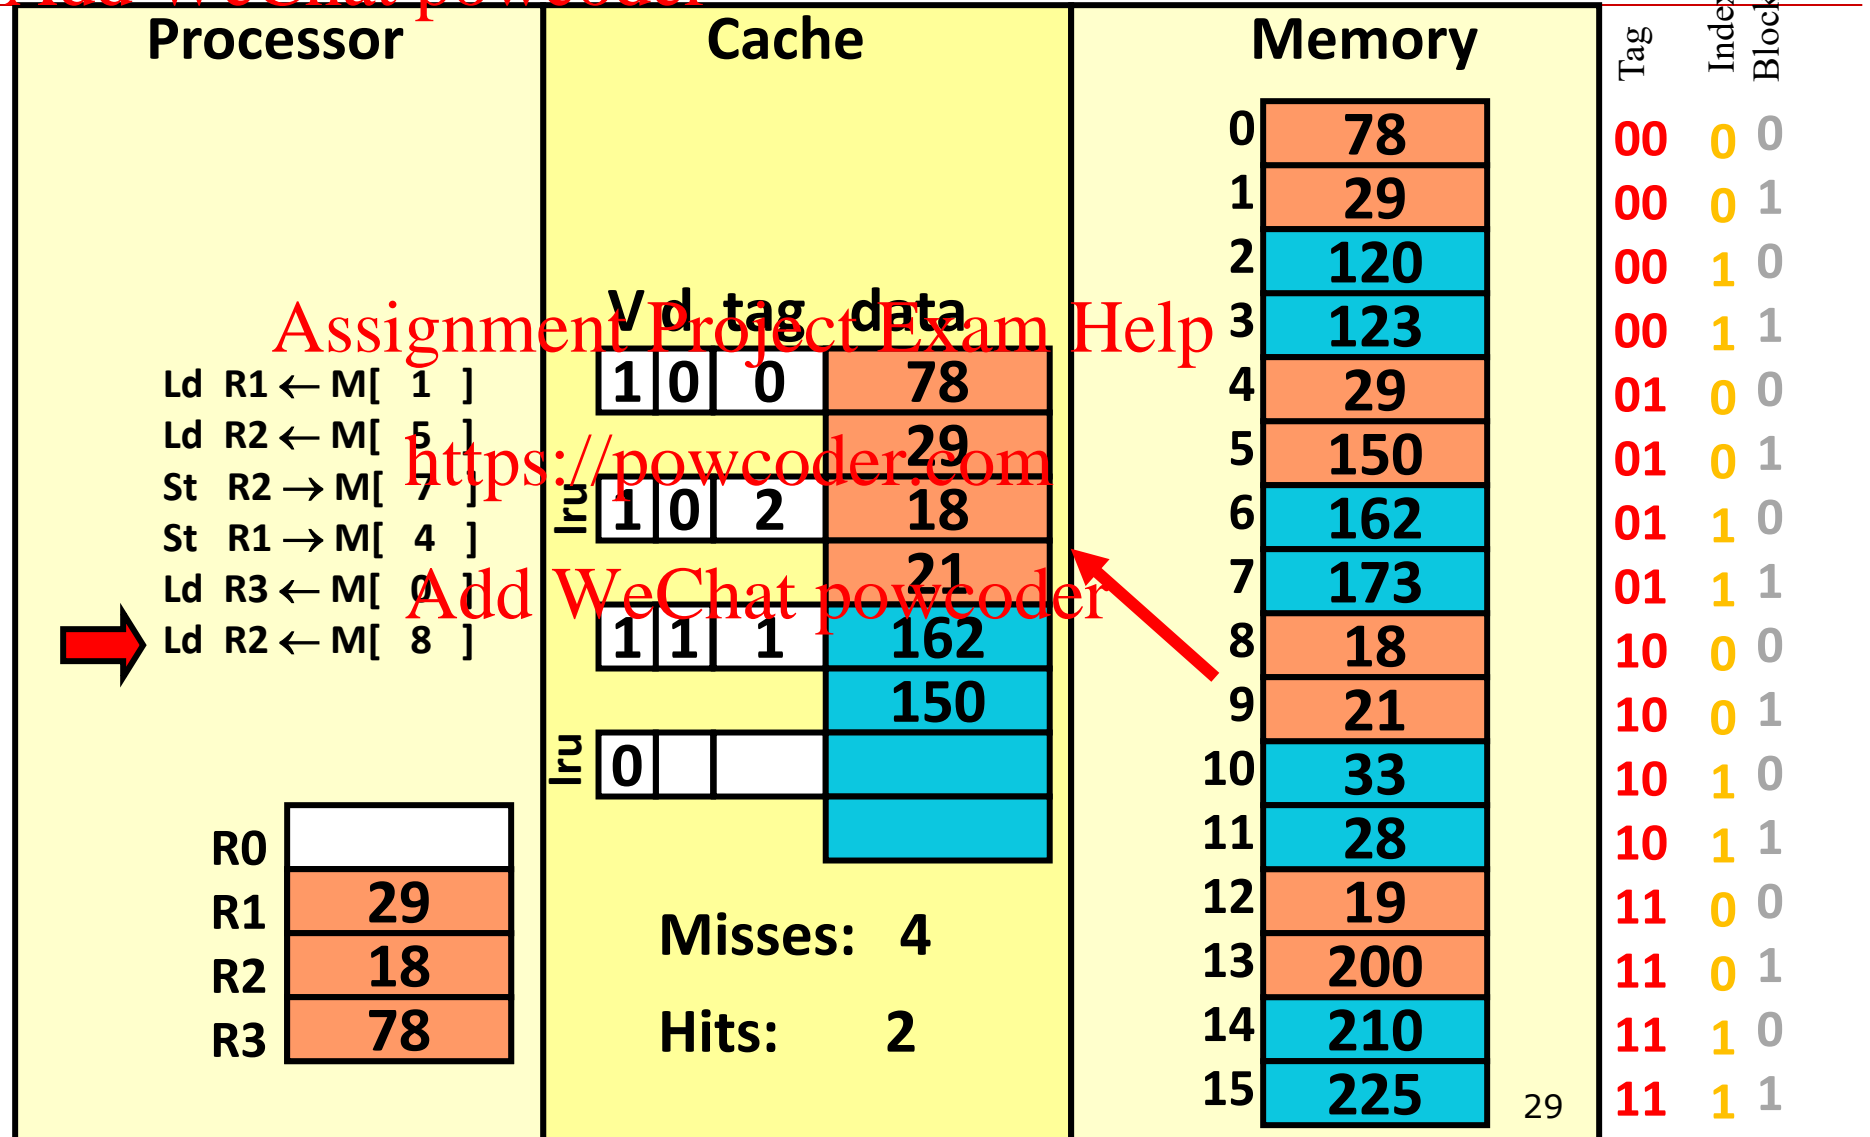 Add WeChat powcoder
Processor
Cache
Memory
Tag
Index
Block
V d tag data
Assignment Project Exam Help
https://powcoder.com
Add WeChat powcoder
Ld R1 ← M[ 1 ]
Ld R2 ← M[ 5 ]
St R2 → M[ 7 ]
St R1 → M[ 4 ]
Ld R3 ← M[ 0 ]
Ld R2 ← M[ 8 ]
R0
R1 29
R2 18
R3 78
1 0 0 78
29
lru 1 0 2 18
21
1 1 1 162
150
lru 0
Misses: 4
Hits: 2
0 78 00 0 0
1 29 00 0 1
2 120 00 1 0
3 123 00 1 1
4 29 01 0 0
5 150 01 0 1
6 162 01 1 0
7 173 01 1 1
8 18 10 0 0
9 21 10 0 1
10 33 10 1 0
11 28 10 1 1
12 19 11 0 0
13 200 11 0 1
14 210 11 1 0
15 225 11 1 1
29